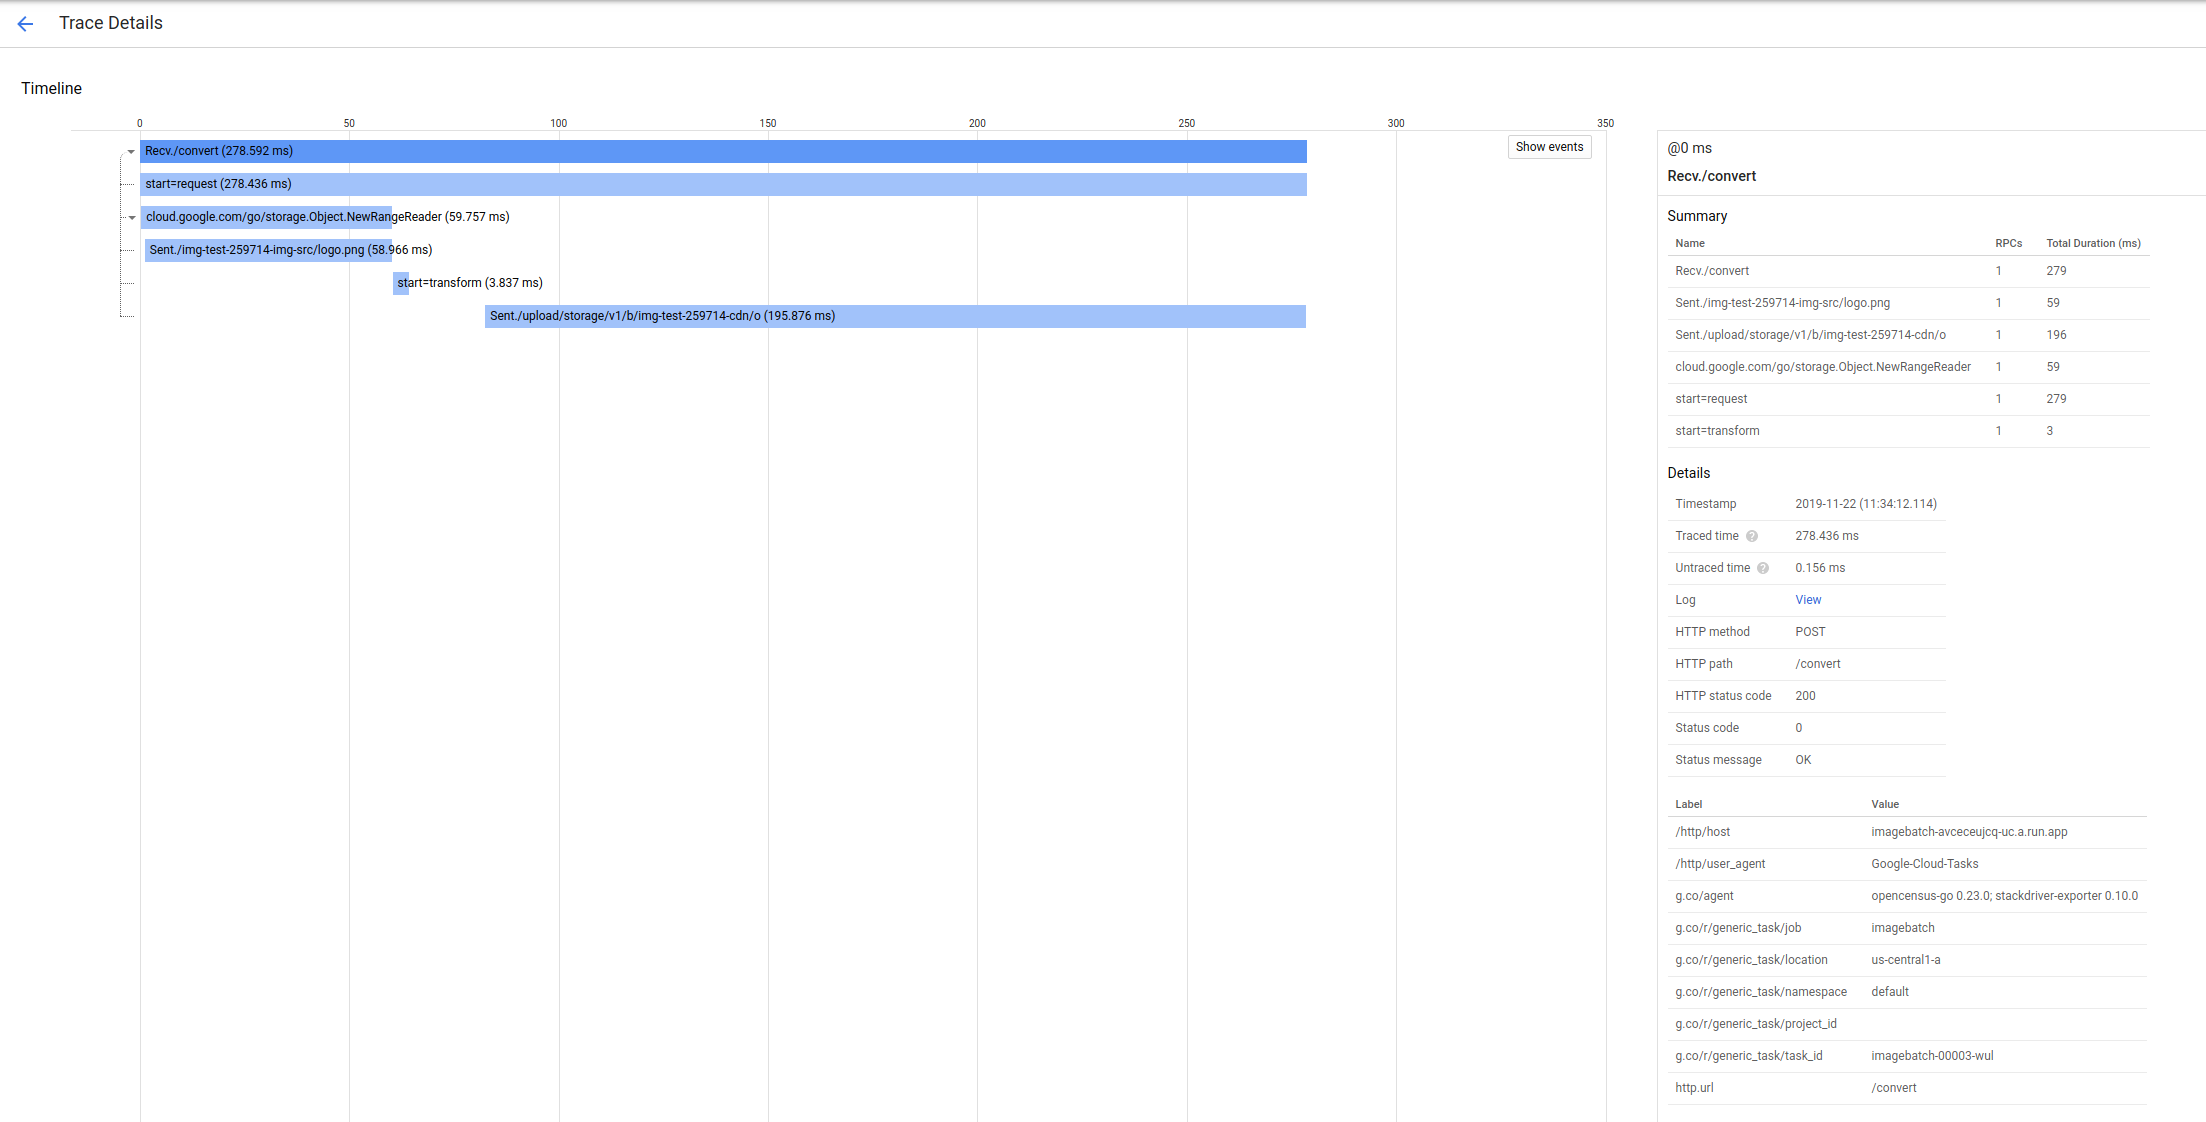 Trace Details
Timeline
0 50 100 150 200 250 300 350
Recv./convert (278.592 ms)
Show events
start=request (278.436 ms)
cloud.google.com/go/storage.Object.NewRangeReader (59.757 ms)
Sent./img-test-259714-img-src/logo.png (58.966 ms)
start=transform (3.837 ms)
Sent./upload/storage/v1/b/img-test-259714-cdn/o (195.876 ms)
@0 ms
Recv./convert
Summary
Name RPCs Total Duration (ms)
Recv./convert 1 279
Sent./img-test-259714-img-src/logo.png 1 59
Sent./upload/storage/v1/b/img-test-259714-cdn/o 1 196
cloud.google.com/go/storage.Object.NewRangeReader 1 59
start=request 1 279
start=transform 1 3
Details
Timestamp 2019-11-22 (11:34:12.114)
Traced time ? 278.436 ms
Untraced time ? 0.156 ms
Log View
HTTP method POST
HTTP path /convert
HTTP status code 200
Status code 0
Status message OK
Label Value
/http/host imagebatch-avceceujcq-uc.a.run.app
/http/user_agent Google-Cloud-Tasks
g.co/agent opencensus-go 0.23.0; stackdriver-exporter 0.10.0
g.co/r/generic_task/job imagebatch
g.co/r/generic_task/location us-central1-a
g.co/r/generic_task/namespace default
g.co/r/generic_task/project_id
g.co/r/generic_task/task_id imagebatch-00003-wul
http.url /convert